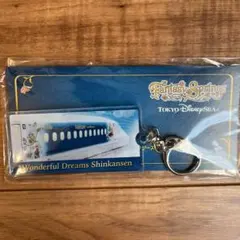 Fantasy Springs
TOKYO DISNEYSEA
Wonderful Dreams Shinkansen